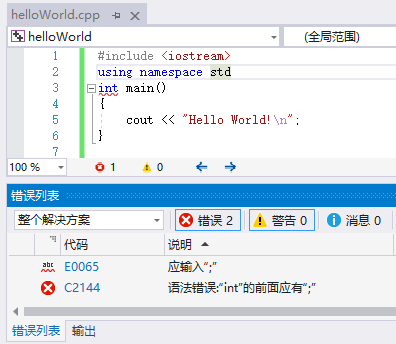 helloWorld.cpp
helloWorld (全局范围)
1 #include <iostream>
2 using namespace std
3 int main()
4 {
5 cout << "Hello World!\n";
6 }
7
100 % 1 0
错误列表
整个解决方案 错误 2 警告 0 消息 0
代码 说明
abc E0065 应输入“;”
C2144 语法错误:“int”的前面应有“;”
错误列表 输出